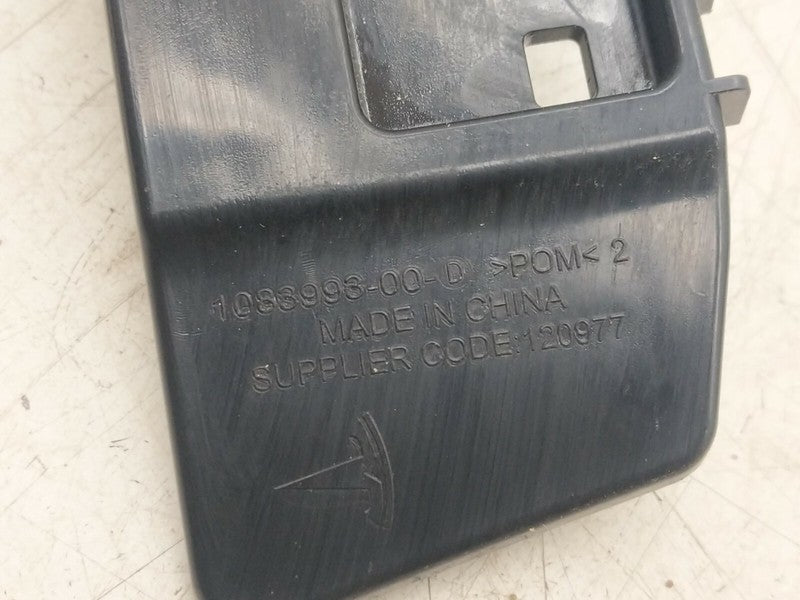 1083993-00-D >POM< 2
MADE IN CHINA
SUPPLIER CODE:120977